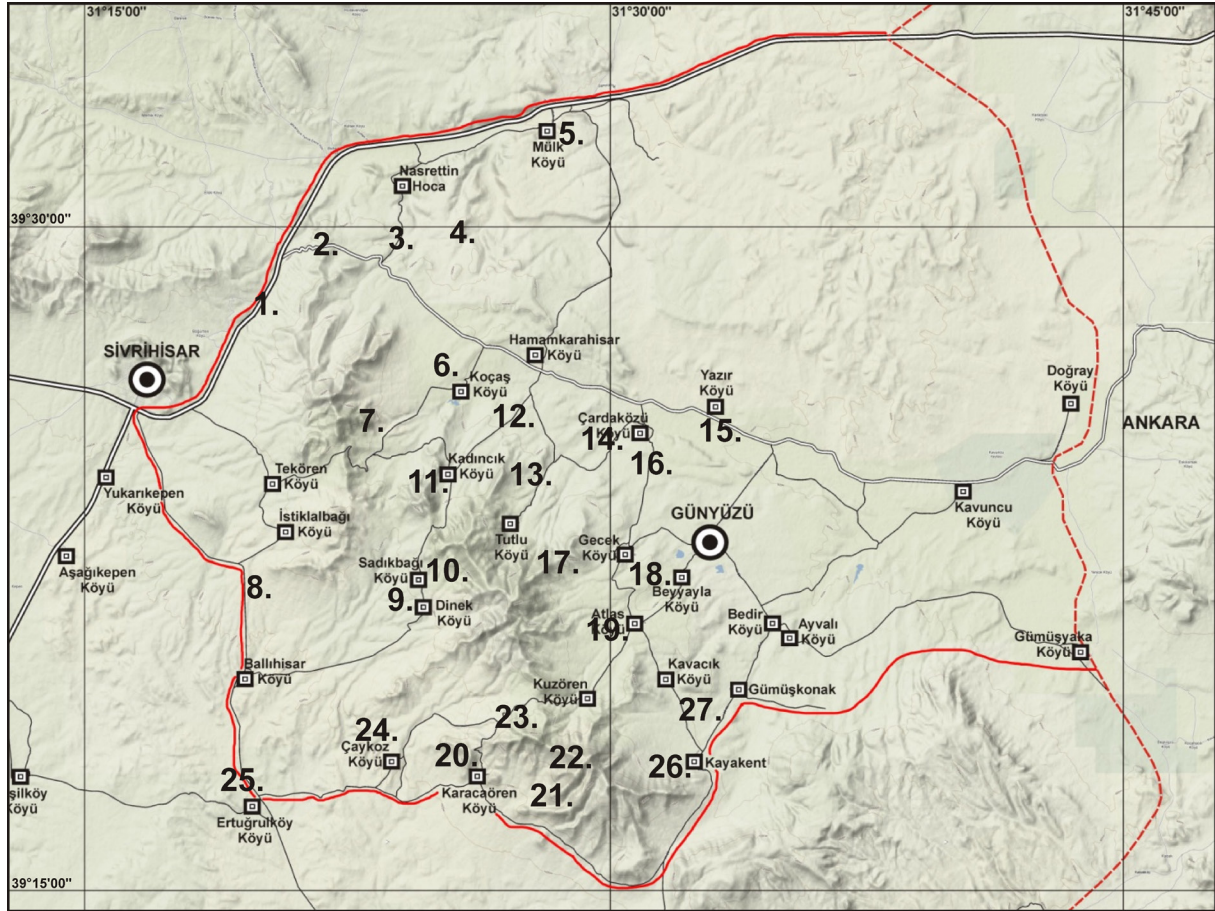 31°15'00"
31°30'00"
31°45'00"
5.
Mülk
Köyü
Nasrettin
Hoca
39°30'00"
2.
3.
4.
1.
SİVRİHİSAR
Hamamkarahisar
Köyü
6.
Koçaş
Köyü
Yazır
Köyü
Doğray
Köyü
7.
12.
Çardaközü
Köyü
14.
15.
ANKARA
Tekören
Köyü
Kadıncık
Köyü
11.
13.
16.
Yukarıkepen
Köyü
Kavuncu
Köyü
İstiklalbağı
Köyü
Tutlu
Köyü
GÜNYÜZÜ
Gecek
Köyü
Aşağıkepen
Köyü
8.
Sadıkbağı
Köyü
10.
17.
18.
Beyyayla
Köyü
9.
Dinek
Köyü
Atlas
Köyü
19.
Bedir
Köyü
Ayvalı
Köyü
Gümüşyaka
Köyü
Ballıhisar
Köyü
Kuzören
Köyü
Kavacık
Köyü
Gümüşkonak
27.
24.
23.
Çaykoz
Köyü
20.
22.
26.
Kayakent
şilköy
Köyü
25.
Karacaören
Köyü
21.
Ertuğrulköy
Köyü
39°15'00"